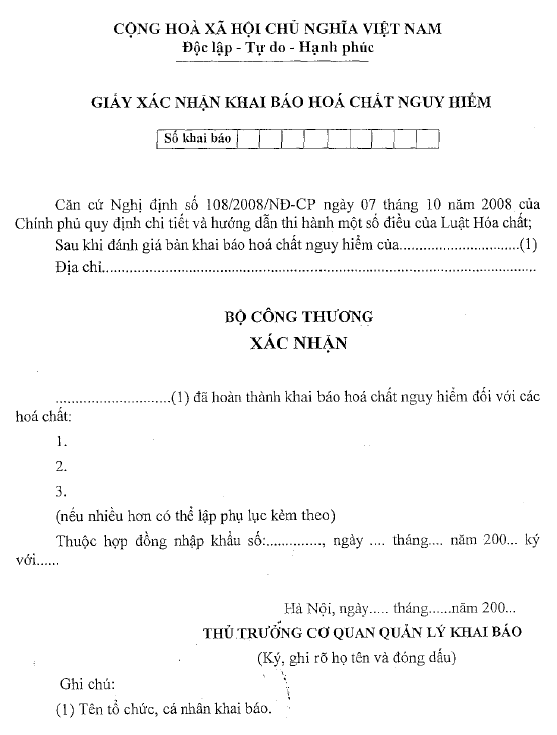 CỘNG HOÀ XÃ HỘI CHỦ NGHĨA VIỆT NAM
Độc lập - Tự do - Hạnh phúc
GIẤY XÁC NHẬN KHAI BÁO HOÁ CHẤT NGUY HIỂM
Số khai báo
Căn cứ Nghị định số 108/2008/NĐ-CP ngày 07 tháng 10 năm 2008 của
Chính phủ quy định chi tiết và hướng dẫn thi hành một số điều của Luật Hóa chất;
Sau khi đánh giá bản khai báo hoá chất nguy hiểm của..............................(1)
Địa chỉ....................................................................................................
BỘ CÔNG THƯƠNG
XÁC NHẬN
............................(1) đã hoàn thành khai báo hoá chất nguy hiểm đối với các
hoá chất:
1.
2.
3.
(nếu nhiều hơn có thể lập phụ lục kèm theo)
Thuộc hợp đồng nhập khẩu số:.............., ngày .... tháng.... năm 200... ký
với......
Hà Nội, ngày..... tháng......năm 200...
THỦ TRƯỞNG CƠ QUAN QUẢN LÝ KHAI BÁO
(Ký, ghi rõ họ tên và đóng dấu)
Ghi chú:
(1) Tên tổ chức, cá nhân khai báo.